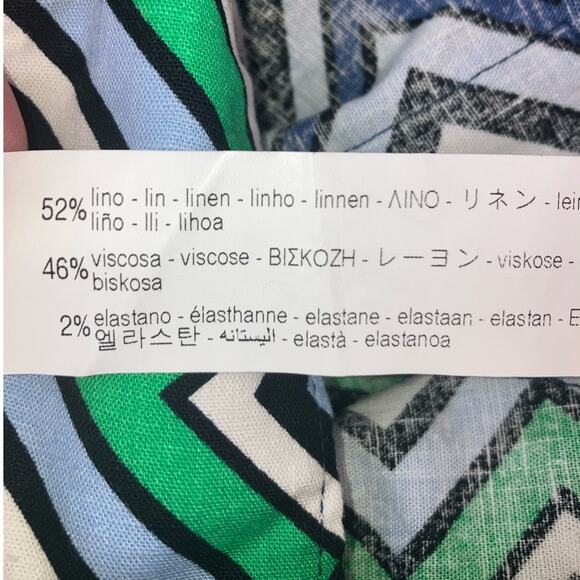 52% lino - lin - linen - linho - linnen - ΛΙΝΟ - リネン - lein
liño - lli - lihoa
46% viscosa - viscose - ΒΙΣΚΟΖΗ - レーヨン - viskose -
biskosa
2% elastano - élasthanne - elastane - elastaan - elastan - E
엘라스탄 - اليستانه - elastà - elastanoa